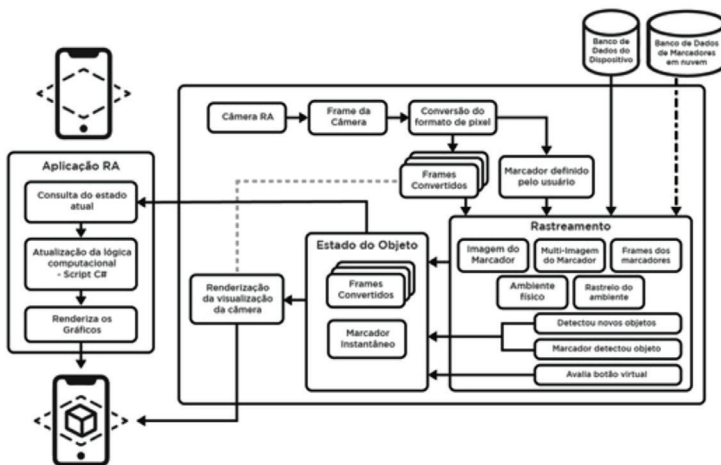 Banco de
Dados do
Dispositivo
Banco de Dados
de Marcadores
em nuvem
Câmera RA
Frame da
Câmera
Conversão do
formato de pixel
Aplicação RA
Consulta do estado
atual
Atualização da lógica
computacional
- Script C#
Renderiza os
Gráficos
Frames
Convertidos
Marcador definido
pelo usuário
Renderização
da visualização
da câmera
Estado do Objeto
Frames
Convertidos
Marcador
Instantâneo
Rastreamento
Imagem do
Marcador
Multi-Imagem
do Marcador
Frames dos
marcadores
Ambiente
físico
Rastreio do
ambiente
Detectou novos objetos
Marcador detectou objeto
Avalia botão virtual